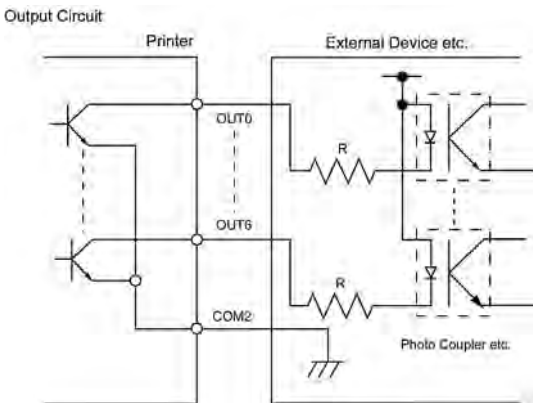 Output Circuit
Printer
External Device etc.
OUT0
R
OUT6
R
COM2
Photo Coupler etc.